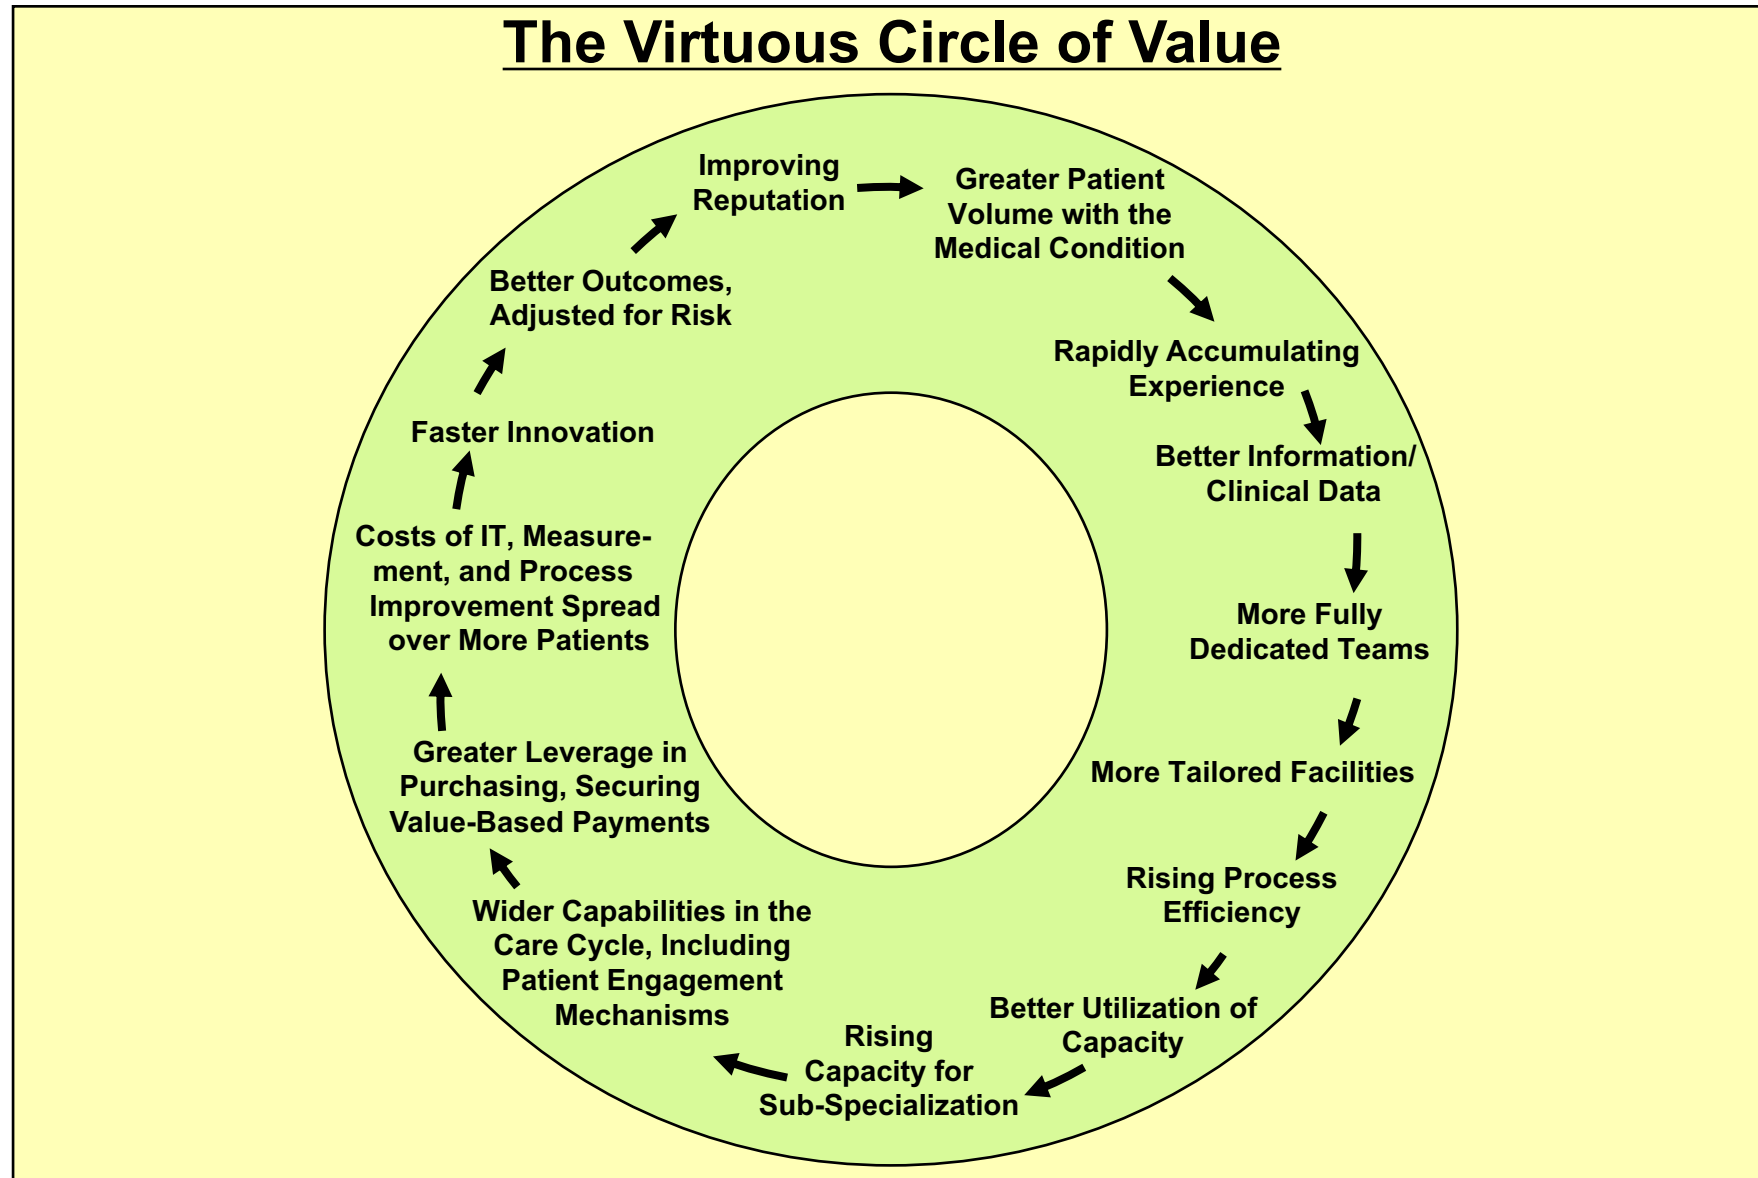 The Virtuous Circle of Value
Improving
Reputation
Greater Patient
Volume with the
Medical Condition
Rapidly Accumulating
Experience
Better Information/
Clinical Data
More Fully
Dedicated Teams
More Tailored Facilities
Rising Process
Efficiency
Better Utilization of
Capacity
Rising
Capacity for
Sub-Specialization
Wider Capabilities in the
Care Cycle, Including
Patient Engagement
Mechanisms
Greater Leverage in
Purchasing, Securing
Value-Based Payments
Costs of IT, Measure-
ment, and Process
Improvement Spread
over More Patients
Faster Innovation
Better Outcomes,
Adjusted for Risk